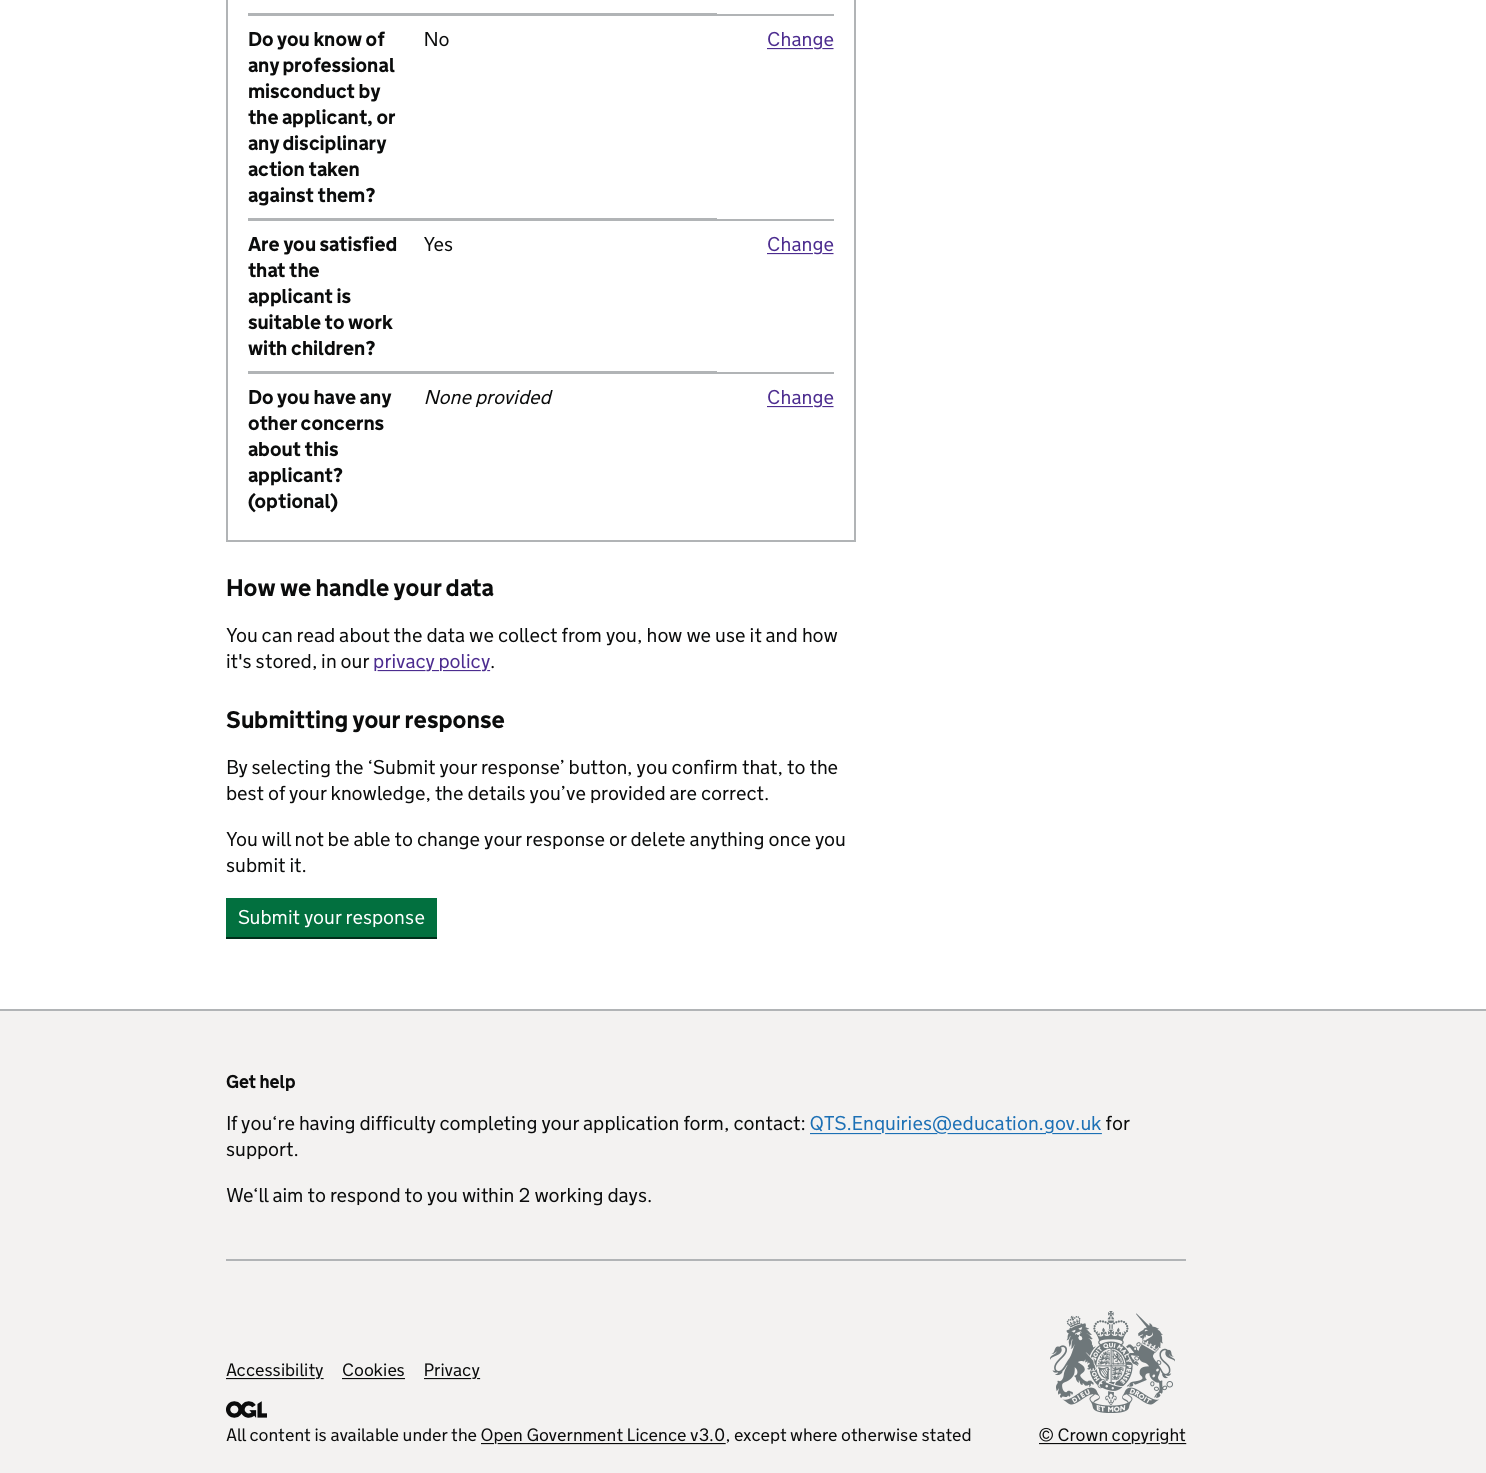 Do you know of
any professional
misconduct by
the applicant, or
any disciplinary
action taken
against them?
No
Change
Are you satisfied
that the
applicant is
suitable to work
with children?
Yes
Change
Do you have any
other concerns
about this
applicant?
(optional)
None provided
Change
How we handle your data
You can read about the data we collect from you, how we use it and how
it's stored, in our privacy policy.
Submitting your response
By selecting the ‘Submit your response’ button, you confirm that, to the
best of your knowledge, the details you’ve provided are correct.
You will not be able to change your response or delete anything once you
submit it.
Submit your response
Get help
If you‘re having difficulty completing your application form, contact: QTS.Enquiries@education.gov.uk for
support.
We‘ll aim to respond to you within 2 working days.
Accessibility Cookies Privacy
OGL
All content is available under the Open Government Licence v3.0, except where otherwise stated
DIEU ET MON DROIT
© Crown copyright